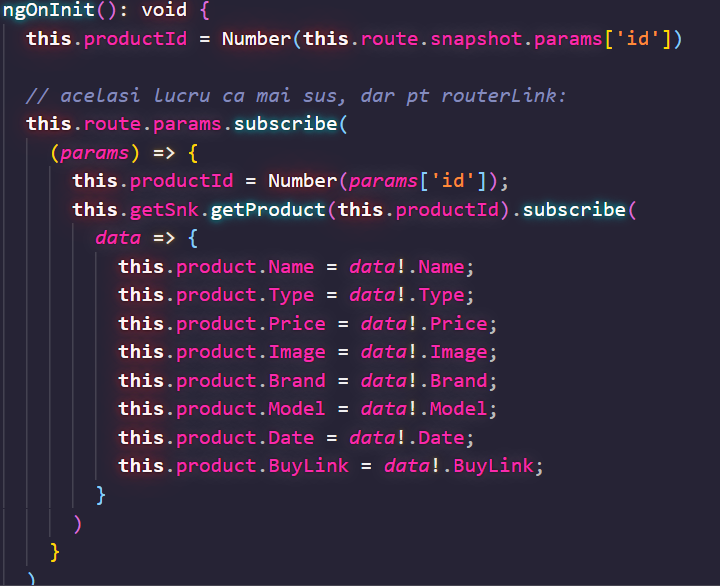 ngOnInit(): void {
this.productId = Number(this.route.snapshot.params['id'])
// acelasi lucru ca mai sus, dar pt routerLink:
this.route.params.subscribe(
(params) => {
this.productId = Number(params['id']);
this.getSnk.getProduct(this.productId).subscribe(
data => {
this.product.Name = data!.Name;
this.product.Type = data!.Type;
this.product.Price = data!.Price;
this.product.Image = data!.Image;
this.product.Brand = data!.Brand;
this.product.Model = data!.Model;
this.product.Date = data!.Date;
this.product.BuyLink = data!.BuyLink;
}
)
}
)